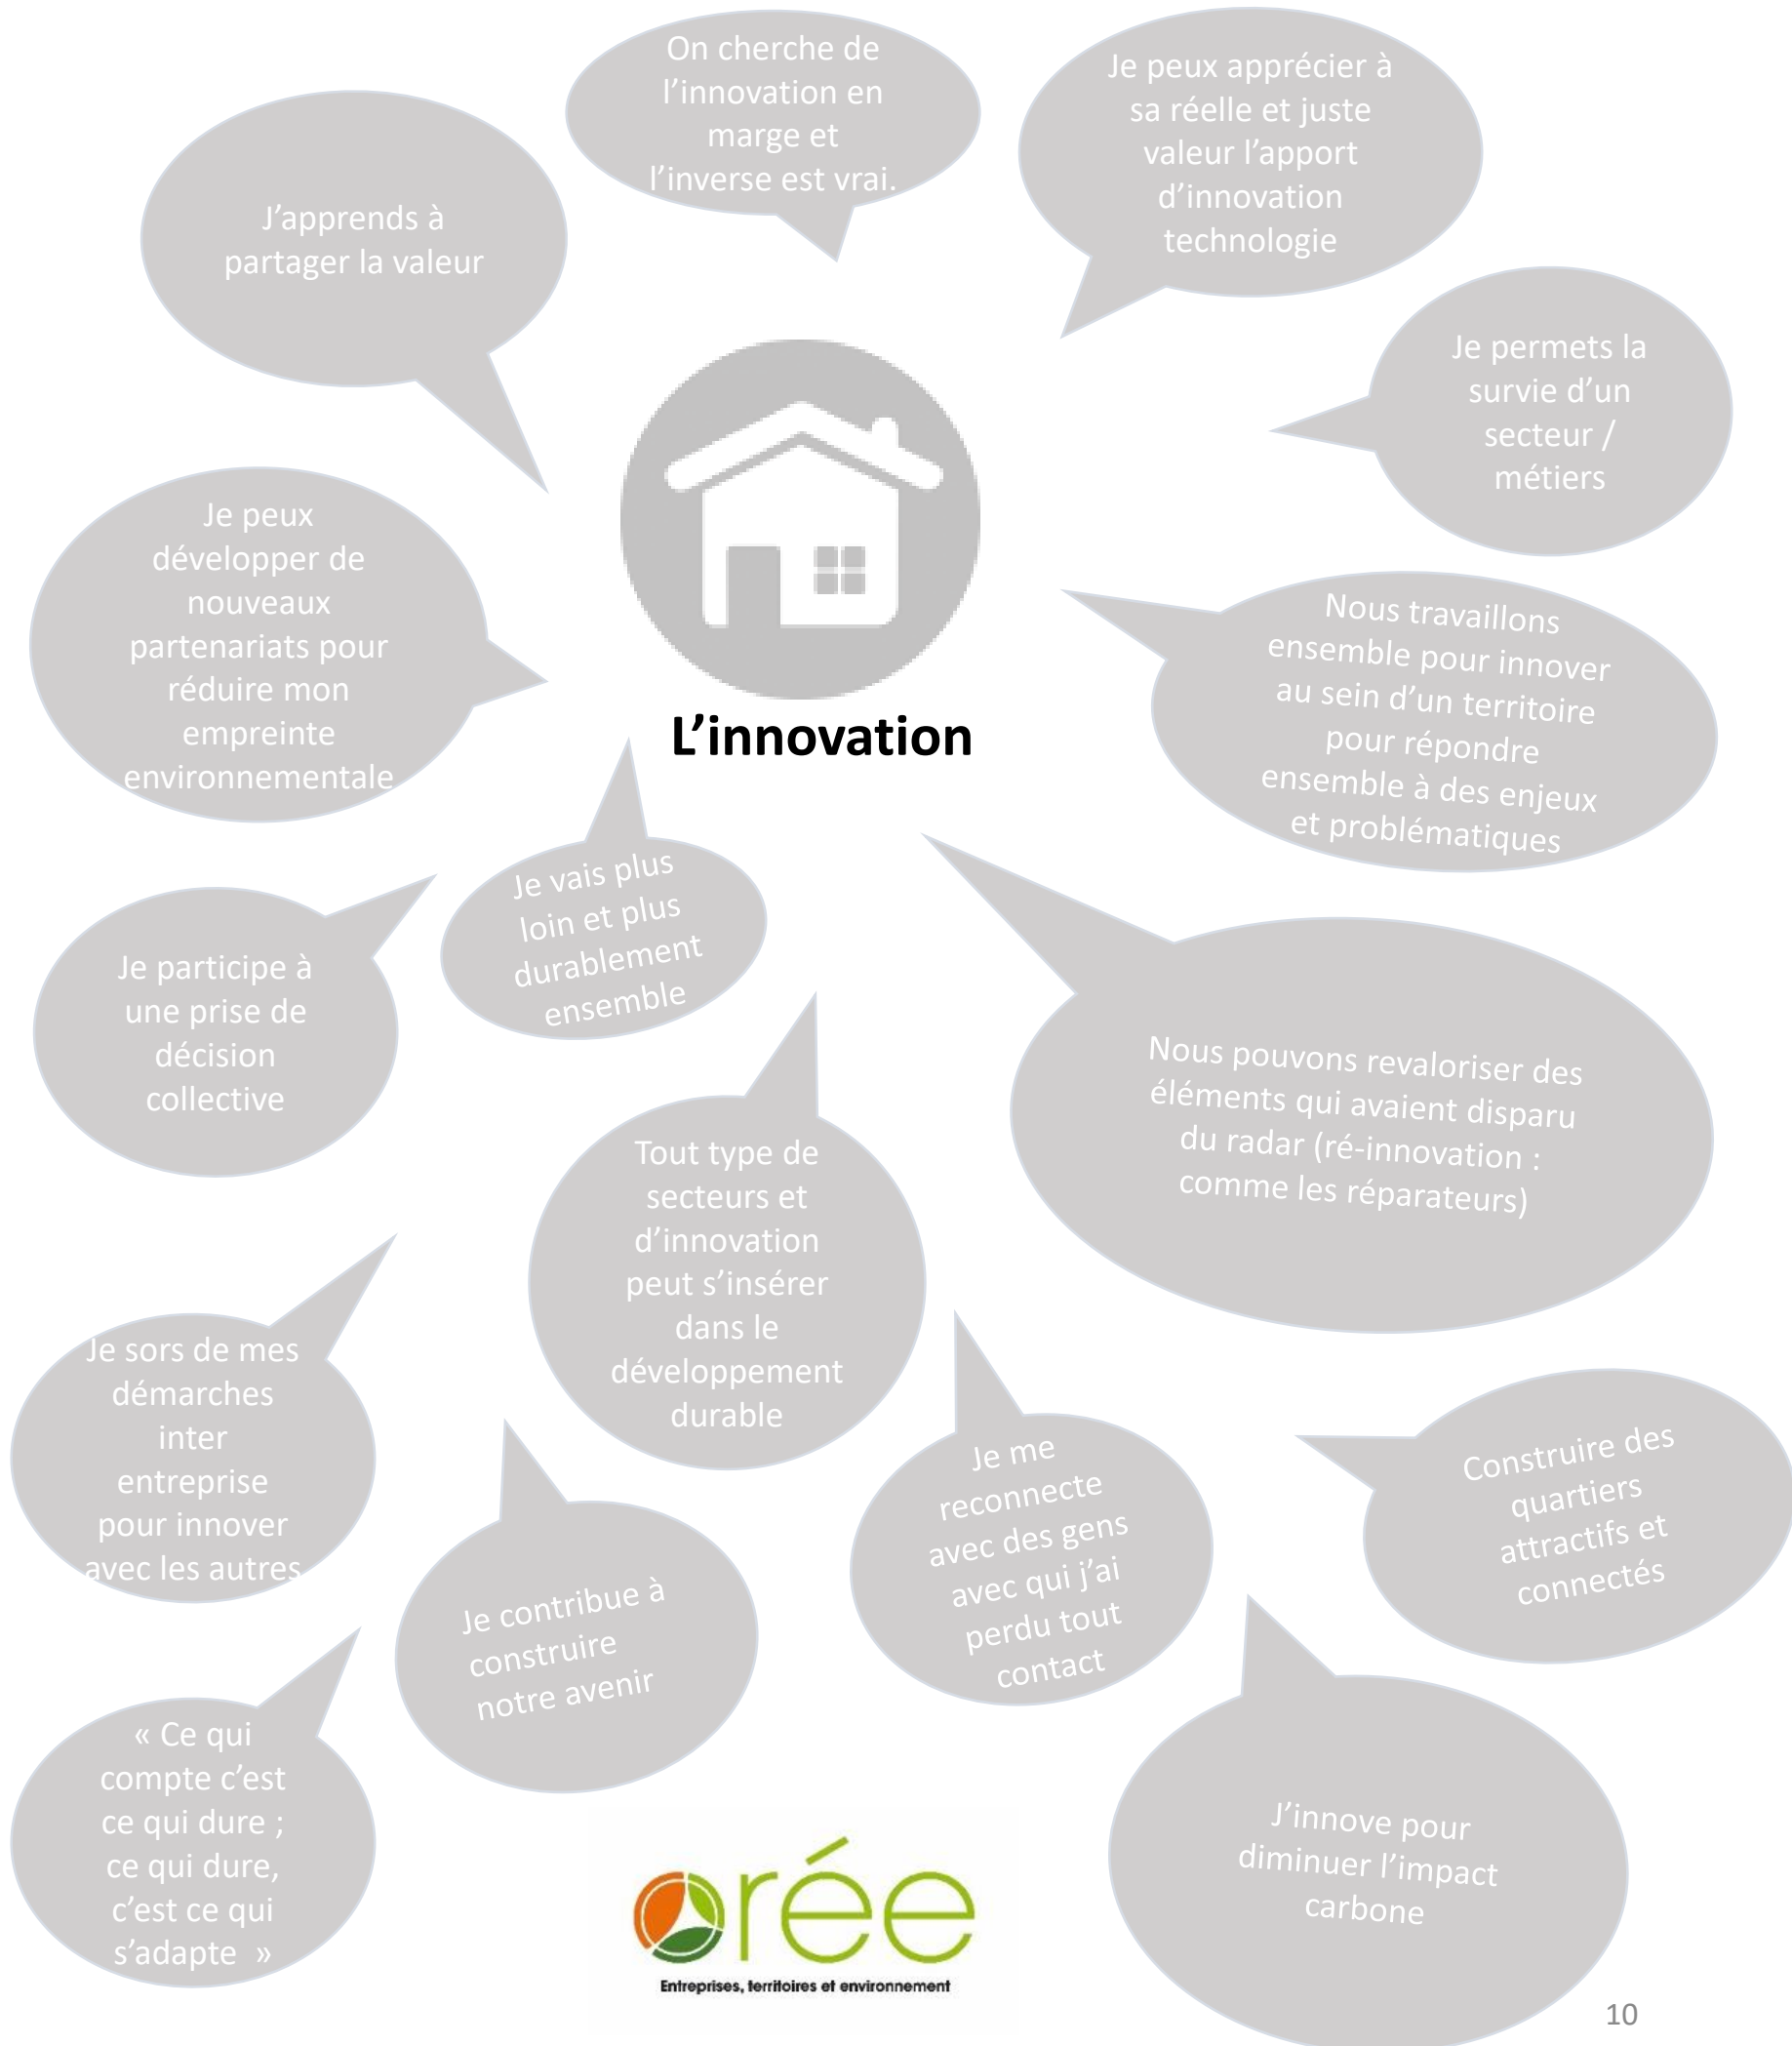 On cherche de
l’innovation en
marge et
l’inverse est vrai.
Je peux apprécier à
sa réelle et juste
valeur l’apport
d’innovation
technologie
J’apprends à
partager la valeur
Je permets la
survie d’un
secteur /
métiers
Je peux
développer de
nouveaux
partenariats pour
réduire mon
empreinte
environnementale
L’innovation
Nous travaillons
ensemble pour innover
au sein d’un territoire
pour répondre
ensemble à des enjeux
et problématiques
Je vais plus
loin et plus
durablement
ensemble
Je participe à
une prise de
décision
collective
Nous pouvons revaloriser des
éléments qui avaient disparu
du radar (ré-innovation :
comme les réparateurs)
Tout type de
secteurs et
d’innovation
peut s’insérer
dans le
développement
durable
Je sors de mes
démarches
inter
entreprise
pour innover
avec les autres
Je me
reconnecte
avec des gens
avec qui j’ai
perdu tout
contact
Construire des
quartiers
attractifs et
connectés
Je contribue à
construire
notre avenir
« Ce qui
compte c’est
ce qui dure ;
ce qui dure,
c’est ce qui
s’adapte »
J’innove pour
diminuer l’impact
carbone
orée
Entreprises, territoires et environnement
10